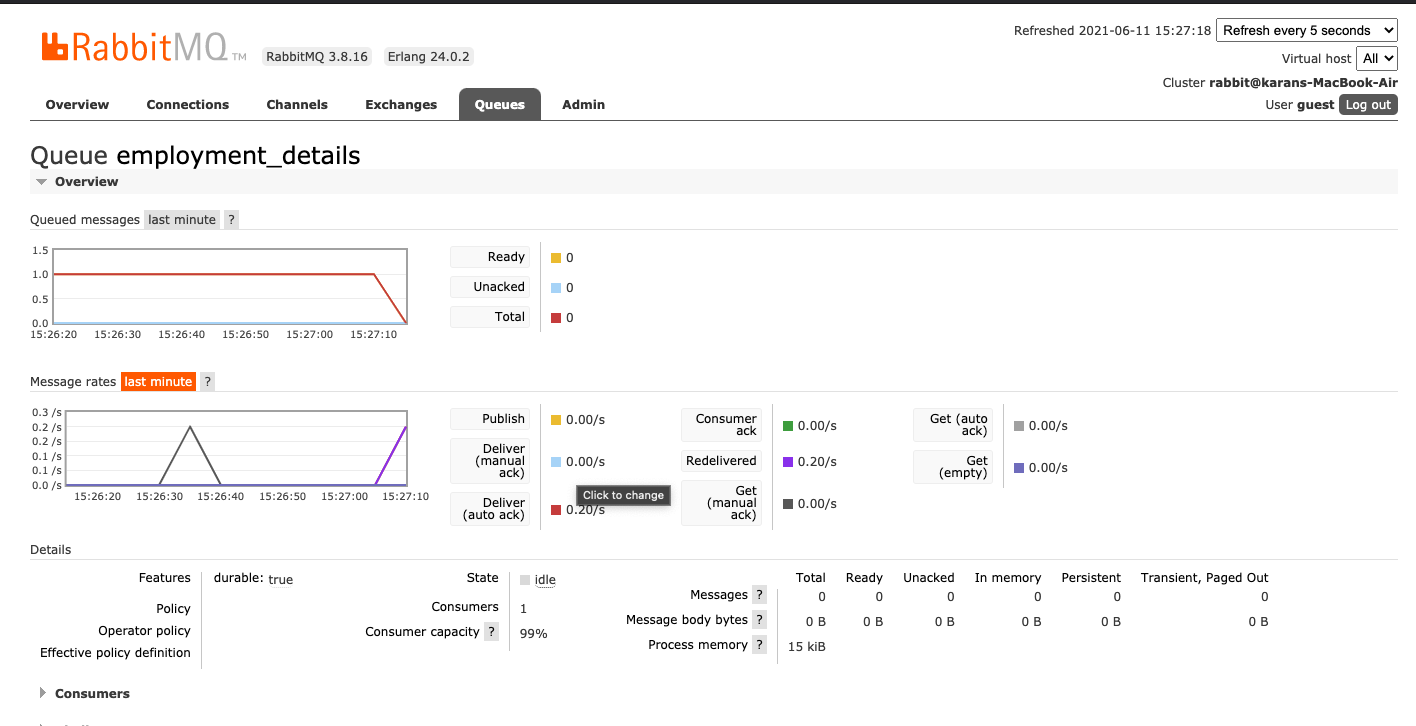 RabbitMQ TM RabbitMQ 3.8.16 Erlang 24.0.2
Refreshed 2021-06-11 15:27:18 Refresh every 5 seconds
Virtual host All
Cluster rabbit@karans-MacBook-Air
User guest Log out
Overview Connections Channels Exchanges Queues Admin
Queue employment_details
Overview
Queued messages last minute ?
1.5
1.0
0.5
0.0
15:26:20 15:26:30 15:26:40 15:26:50 15:27:00 15:27:10
Ready 0
Unacked 0
Total 0
Message rates last minute ?
0.3 /s
0.2 /s
0.2 /s
0.1 /s
0.1 /s
0.0 /s
15:26:20 15:26:30 15:26:40 15:26:50 15:27:00 15:27:10
Publish 0.00/s
Deliver
(manual 0.00/s
ack)
Deliver
(auto ack) 0.20/s
Click to change
Consumer
ack 0.00/s
Redelivered 0.20/s
Get
(manual 0.00/s
ack)
Get (auto
ack) 0.00/s
Get
(empty) 0.00/s
Details
Features durable: true
Policy
Operator policy
Effective policy definition
State idle
Consumers 1
Consumer capacity ? 99%
Total Ready Unacked In memory Persistent Transient, Paged Out
Messages ? 0 0 0 0 0 0
Message body bytes ? 0 B 0 B 0 B 0 B 0 B 0 B
Process memory ? 15 kiB
Consumers